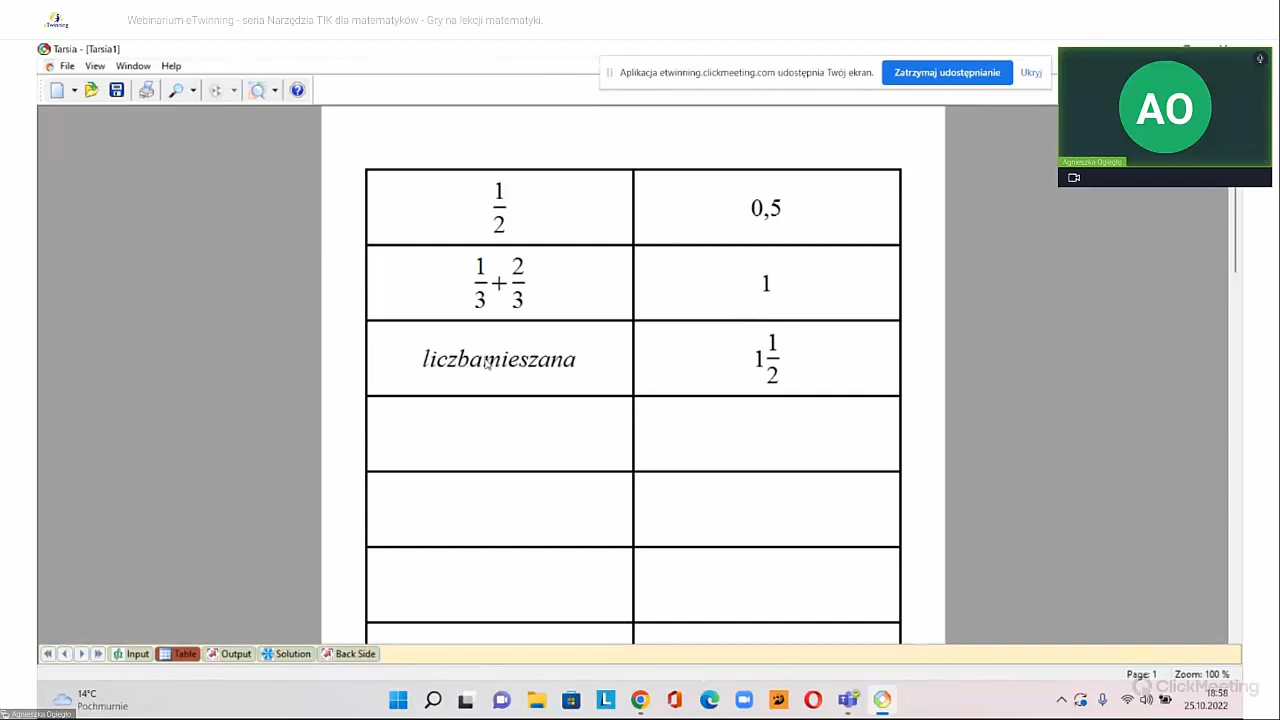 eTwinning
Webinarium eTwinning - seria Narzędzia TIK dla matematyków - Gry na lekcji matematyki.
Tarsia - [Tarsia1]
File View Window Help
Aplikacja etwinning.clickmeeting.com udostępnia Twój ekran. Zatrzymaj udostępnianie Ukryj
AO
Agnieszka Ogiegło
1/2 0,5
1/3 + 2/3 1
liczbamieszana 1 1/2
Input Table Output Solution Back Side
Page: 1 Zoom: 100 %
ClickMeeting
14°C
Pochmurnie
18:58
25.10.2022
Agnieszka Ogiegło